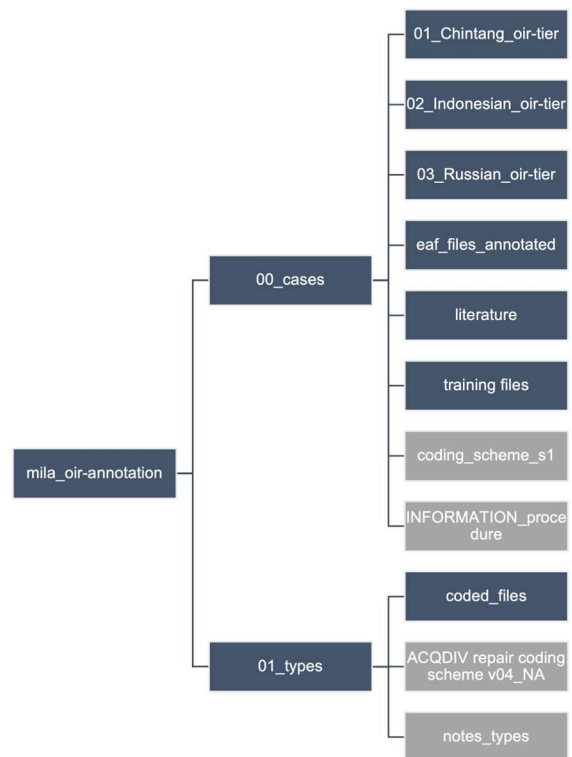 01_Chintang_oir-tier
02_Indonesian_oir-tier
03_Russian_oir-tier
eaf_files_annotated
00_cases
literature
training files
mila_oir-annotation
coding_scheme_s1
INFORMATION_proce
dure
coded_files
01_types
ACQDIV repair coding
scheme v04_NA
notes_types